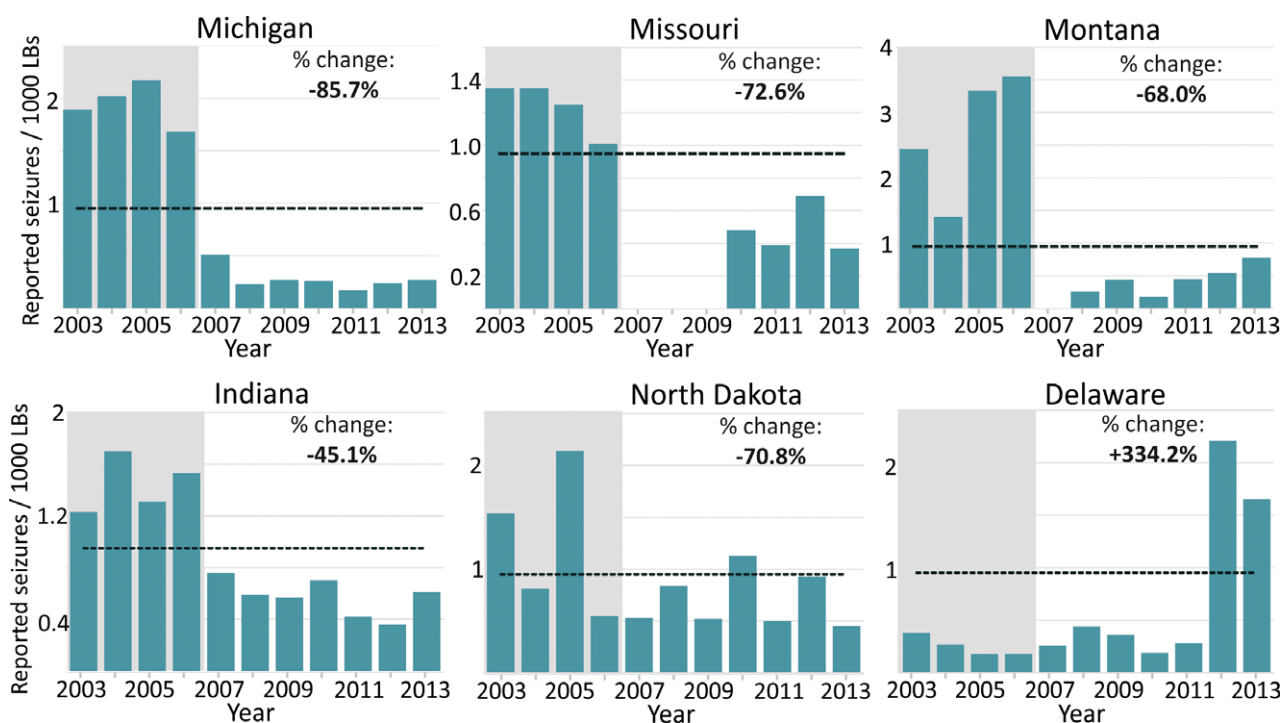 Michigan
Missouri
Montana
Reported seizures / 1000 LBs
% change:
-85.7%
2
1
2003 2005 2007 2009 2011 2013
Year
% change:
-72.6%
1.4
1.0
0.6
0.2
2003 2005 2007 2009 2011 2013
Year
% change:
-68.0%
4
3
2
1
2003 2005 2007 2009 2011 2013
Year
Indiana
North Dakota
Delaware
Reported seizures / 1000 LBs
% change:
-45.1%
2
1.2
0.4
2003 2005 2007 2009 2011 2013
Year
% change:
-70.8%
2
1
2003 2005 2007 2009 2011 2013
Year
% change:
+334.2%
2
1
2003 2005 2007 2009 2011 2013
Year